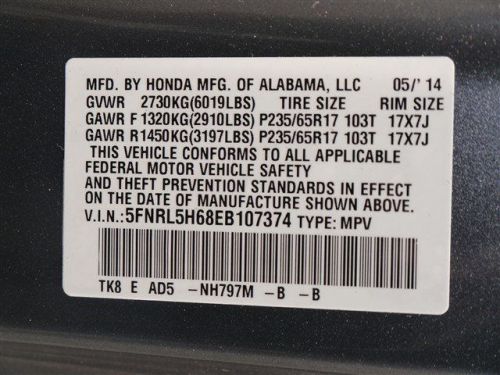 MFD. BY HONDA MFG. OF ALABAMA, LLC 05/'14
GVWR 2730KG(6019LBS) TIRE SIZE RIM SIZE
GAWR F 1320KG(2910LBS) P235/65R17 103T 17X7J
GAWR R1450KG(3197LBS) P235/65R17 103T 17X7J
THIS VEHICLE CONFORMS TO ALL APPLICABLE
FEDERAL MOTOR VEHICLE SAFETY
AND THEFT PREVENTION STANDARDS IN EFFECT
ON THE DATE OF MANUFACTURE SHOWN ABOVE.
V.I.N.: 5FNRL5H68EB107374 TYPE: MPV
TK8 E AD5 -NH797M -B -B